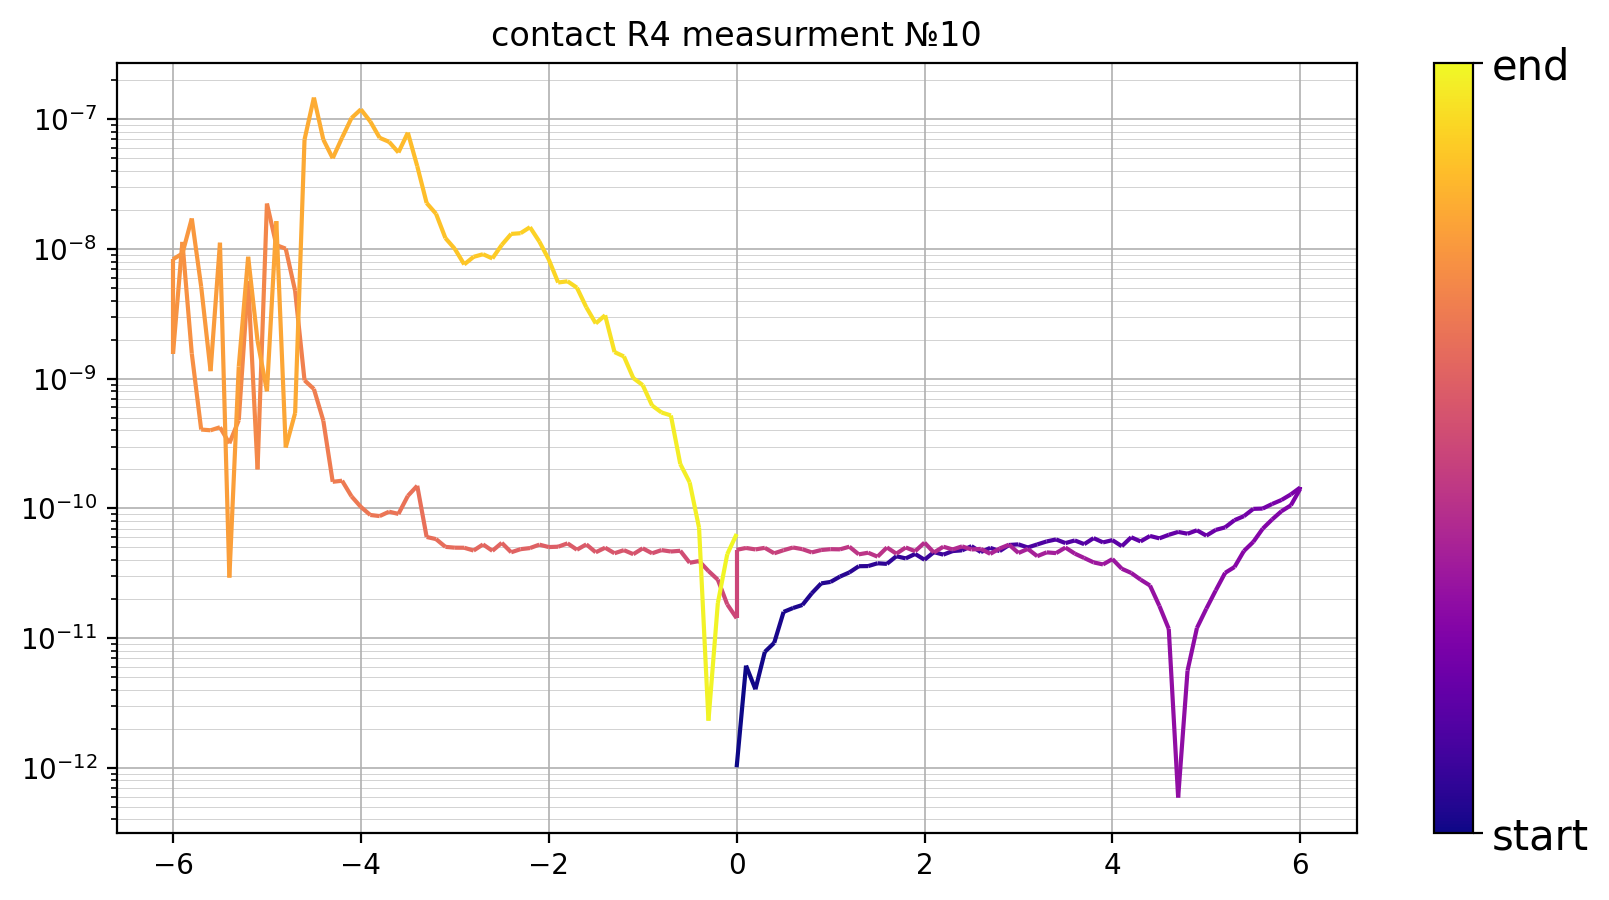 contact R4 measurment №10
10⁻⁷
10⁻⁸
10⁻⁹
10⁻¹⁰
10⁻¹¹
10⁻¹²
−6 −4 −2 0 2 4 6
end
start